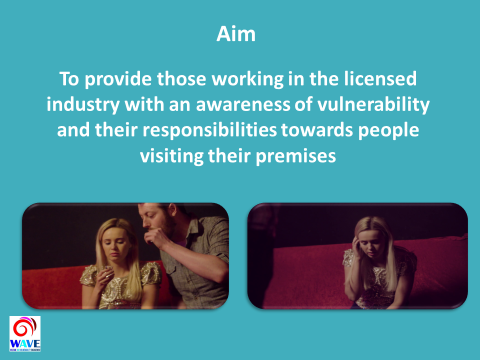 Aim
To provide those working in the licensed
industry with an awareness of vulnerability
and their responsibilities towards people
visiting their premises
WAVE